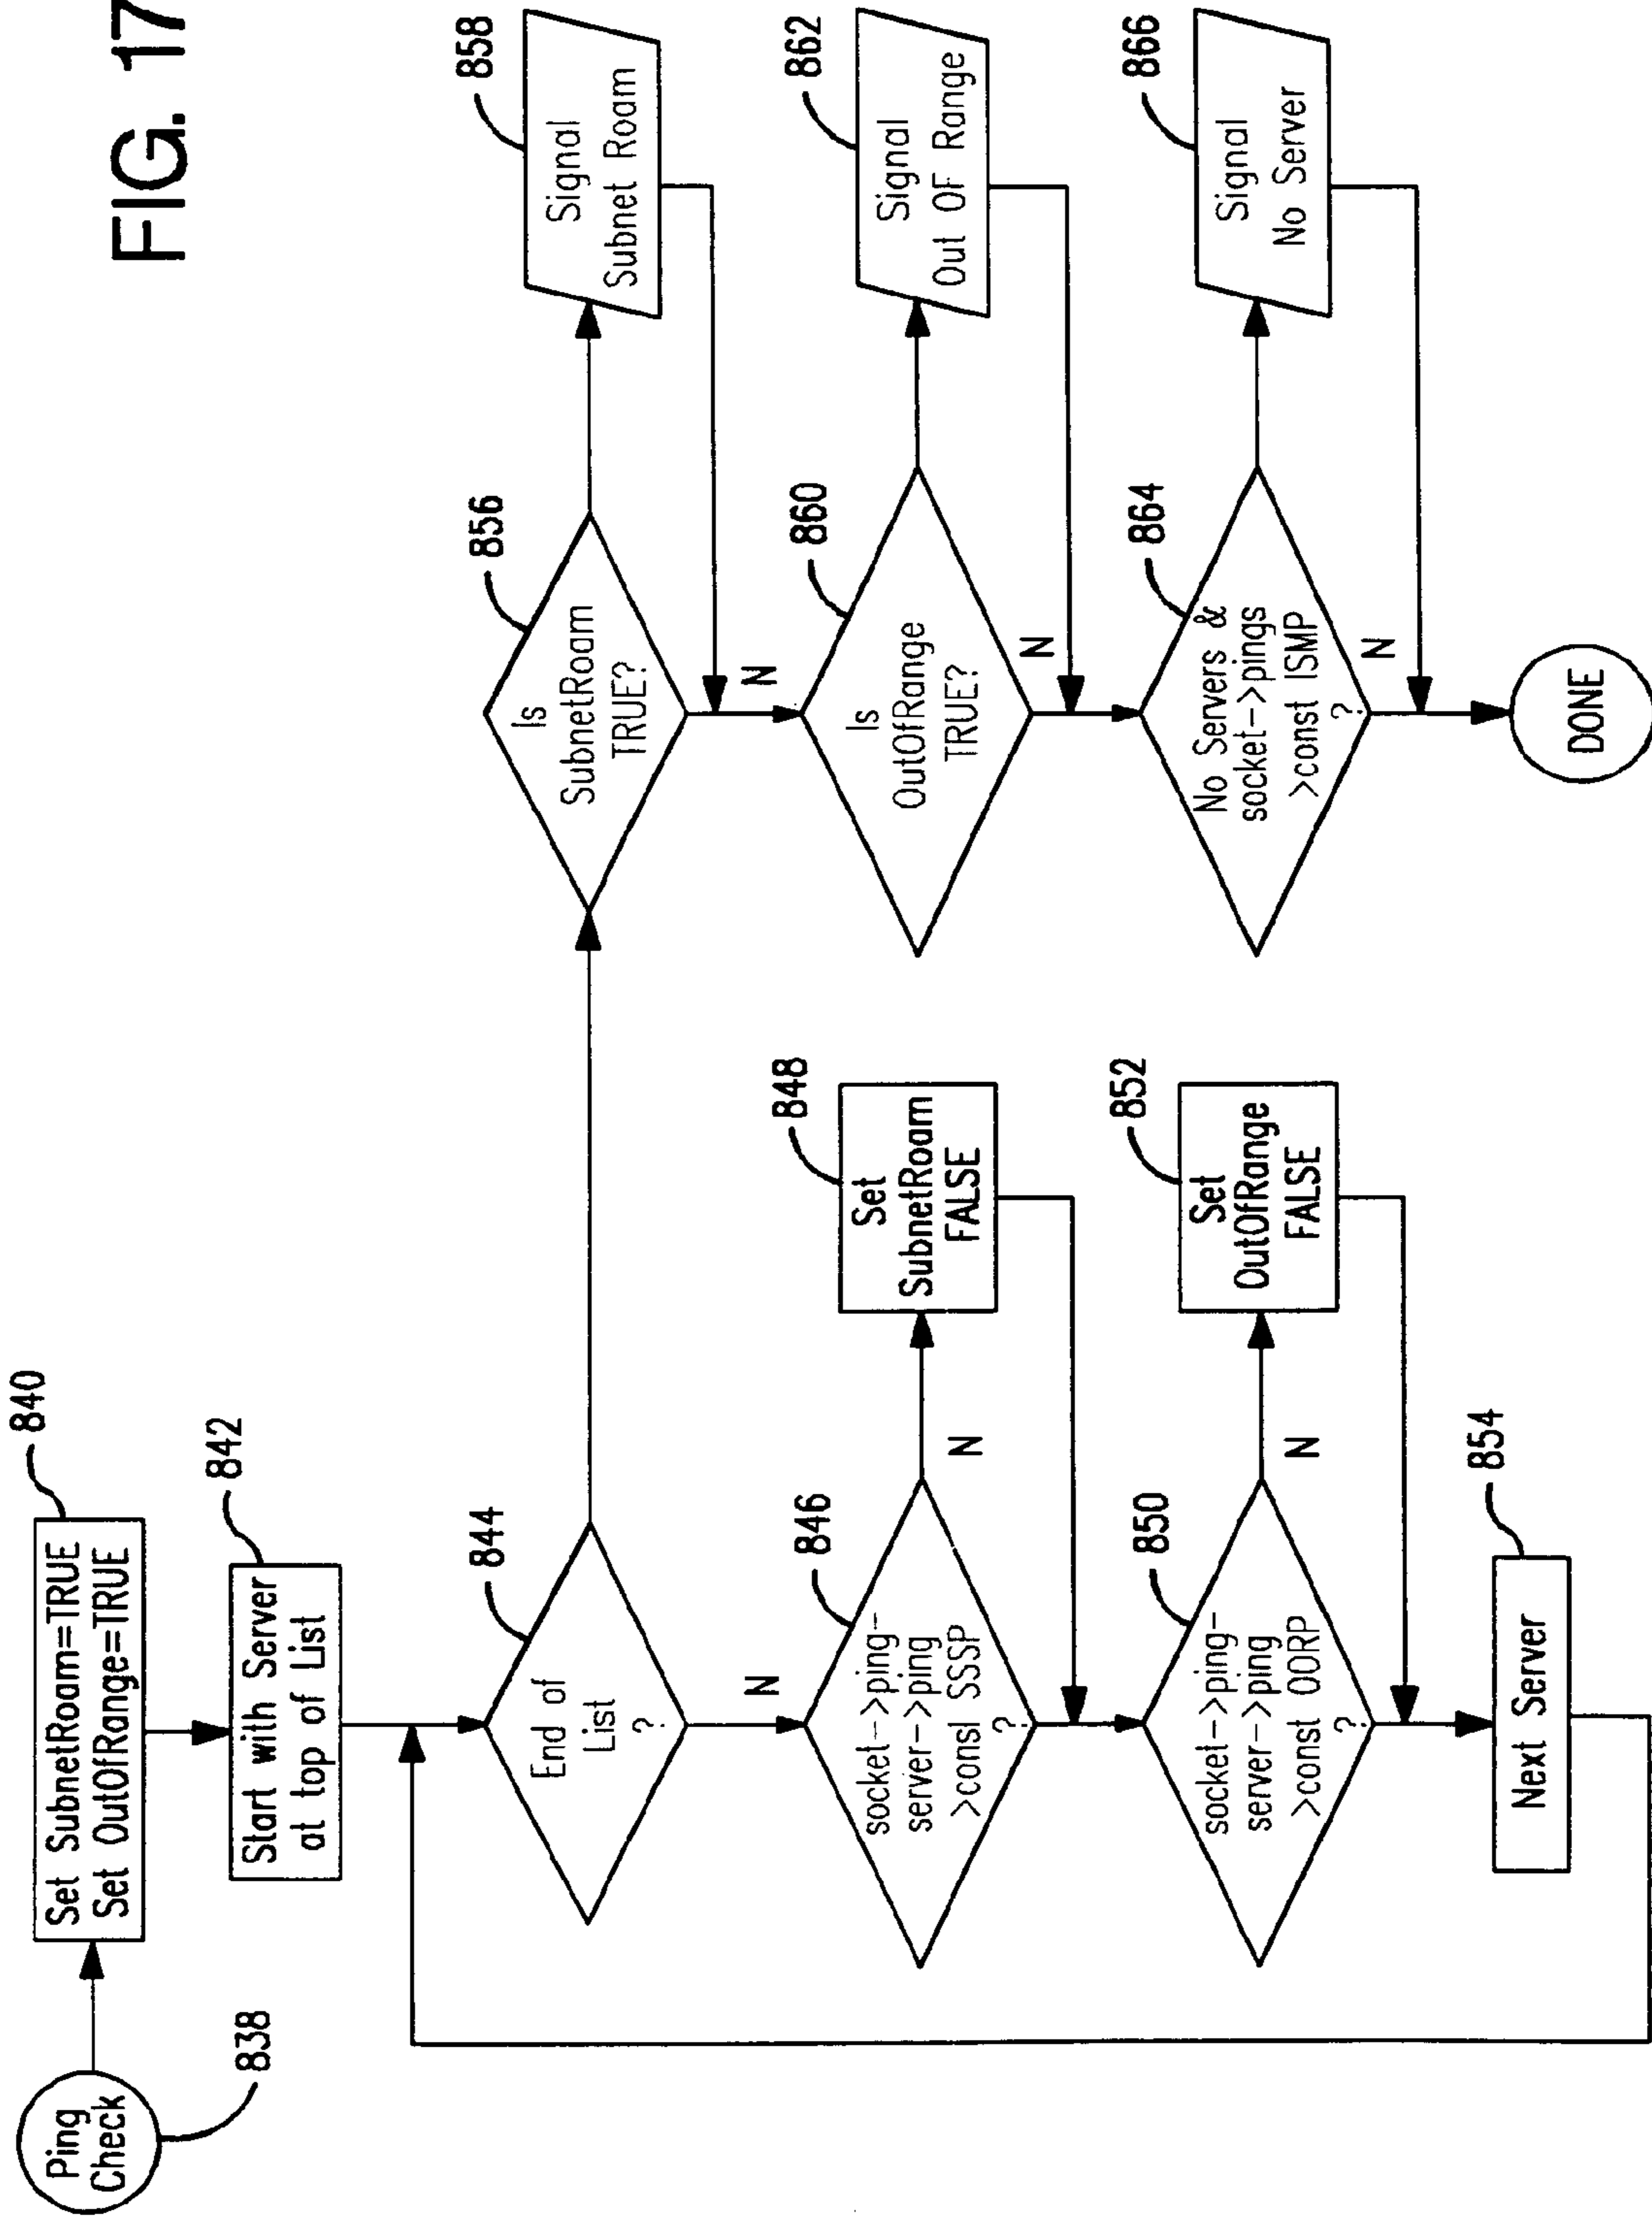 FIG. 17
Ping
Check
838
Set SubnetRoam=TRUE
Set OutOfRange=TRUE
840
Start with Server
at top of List
842
End of
List
?
844
N
socket->ping-
server->ping
>consl SSSP
?
846
N
Set
SubnetRoam
FALSE
848
socket->ping-
server->ping
>const OORP
?
850
N
Set
OutOfRange
FALSE
852
Next Server
854
Is
SubnetRoam
TRUE?
856
N
Signal
Subnet Roam
858
Is
OutOfRange
TRUE?
860
N
Signal
Out OF Range
862
No Servers &
socket->pings
>const ISMP
?
864
N
Signal
No Server
866
DONE